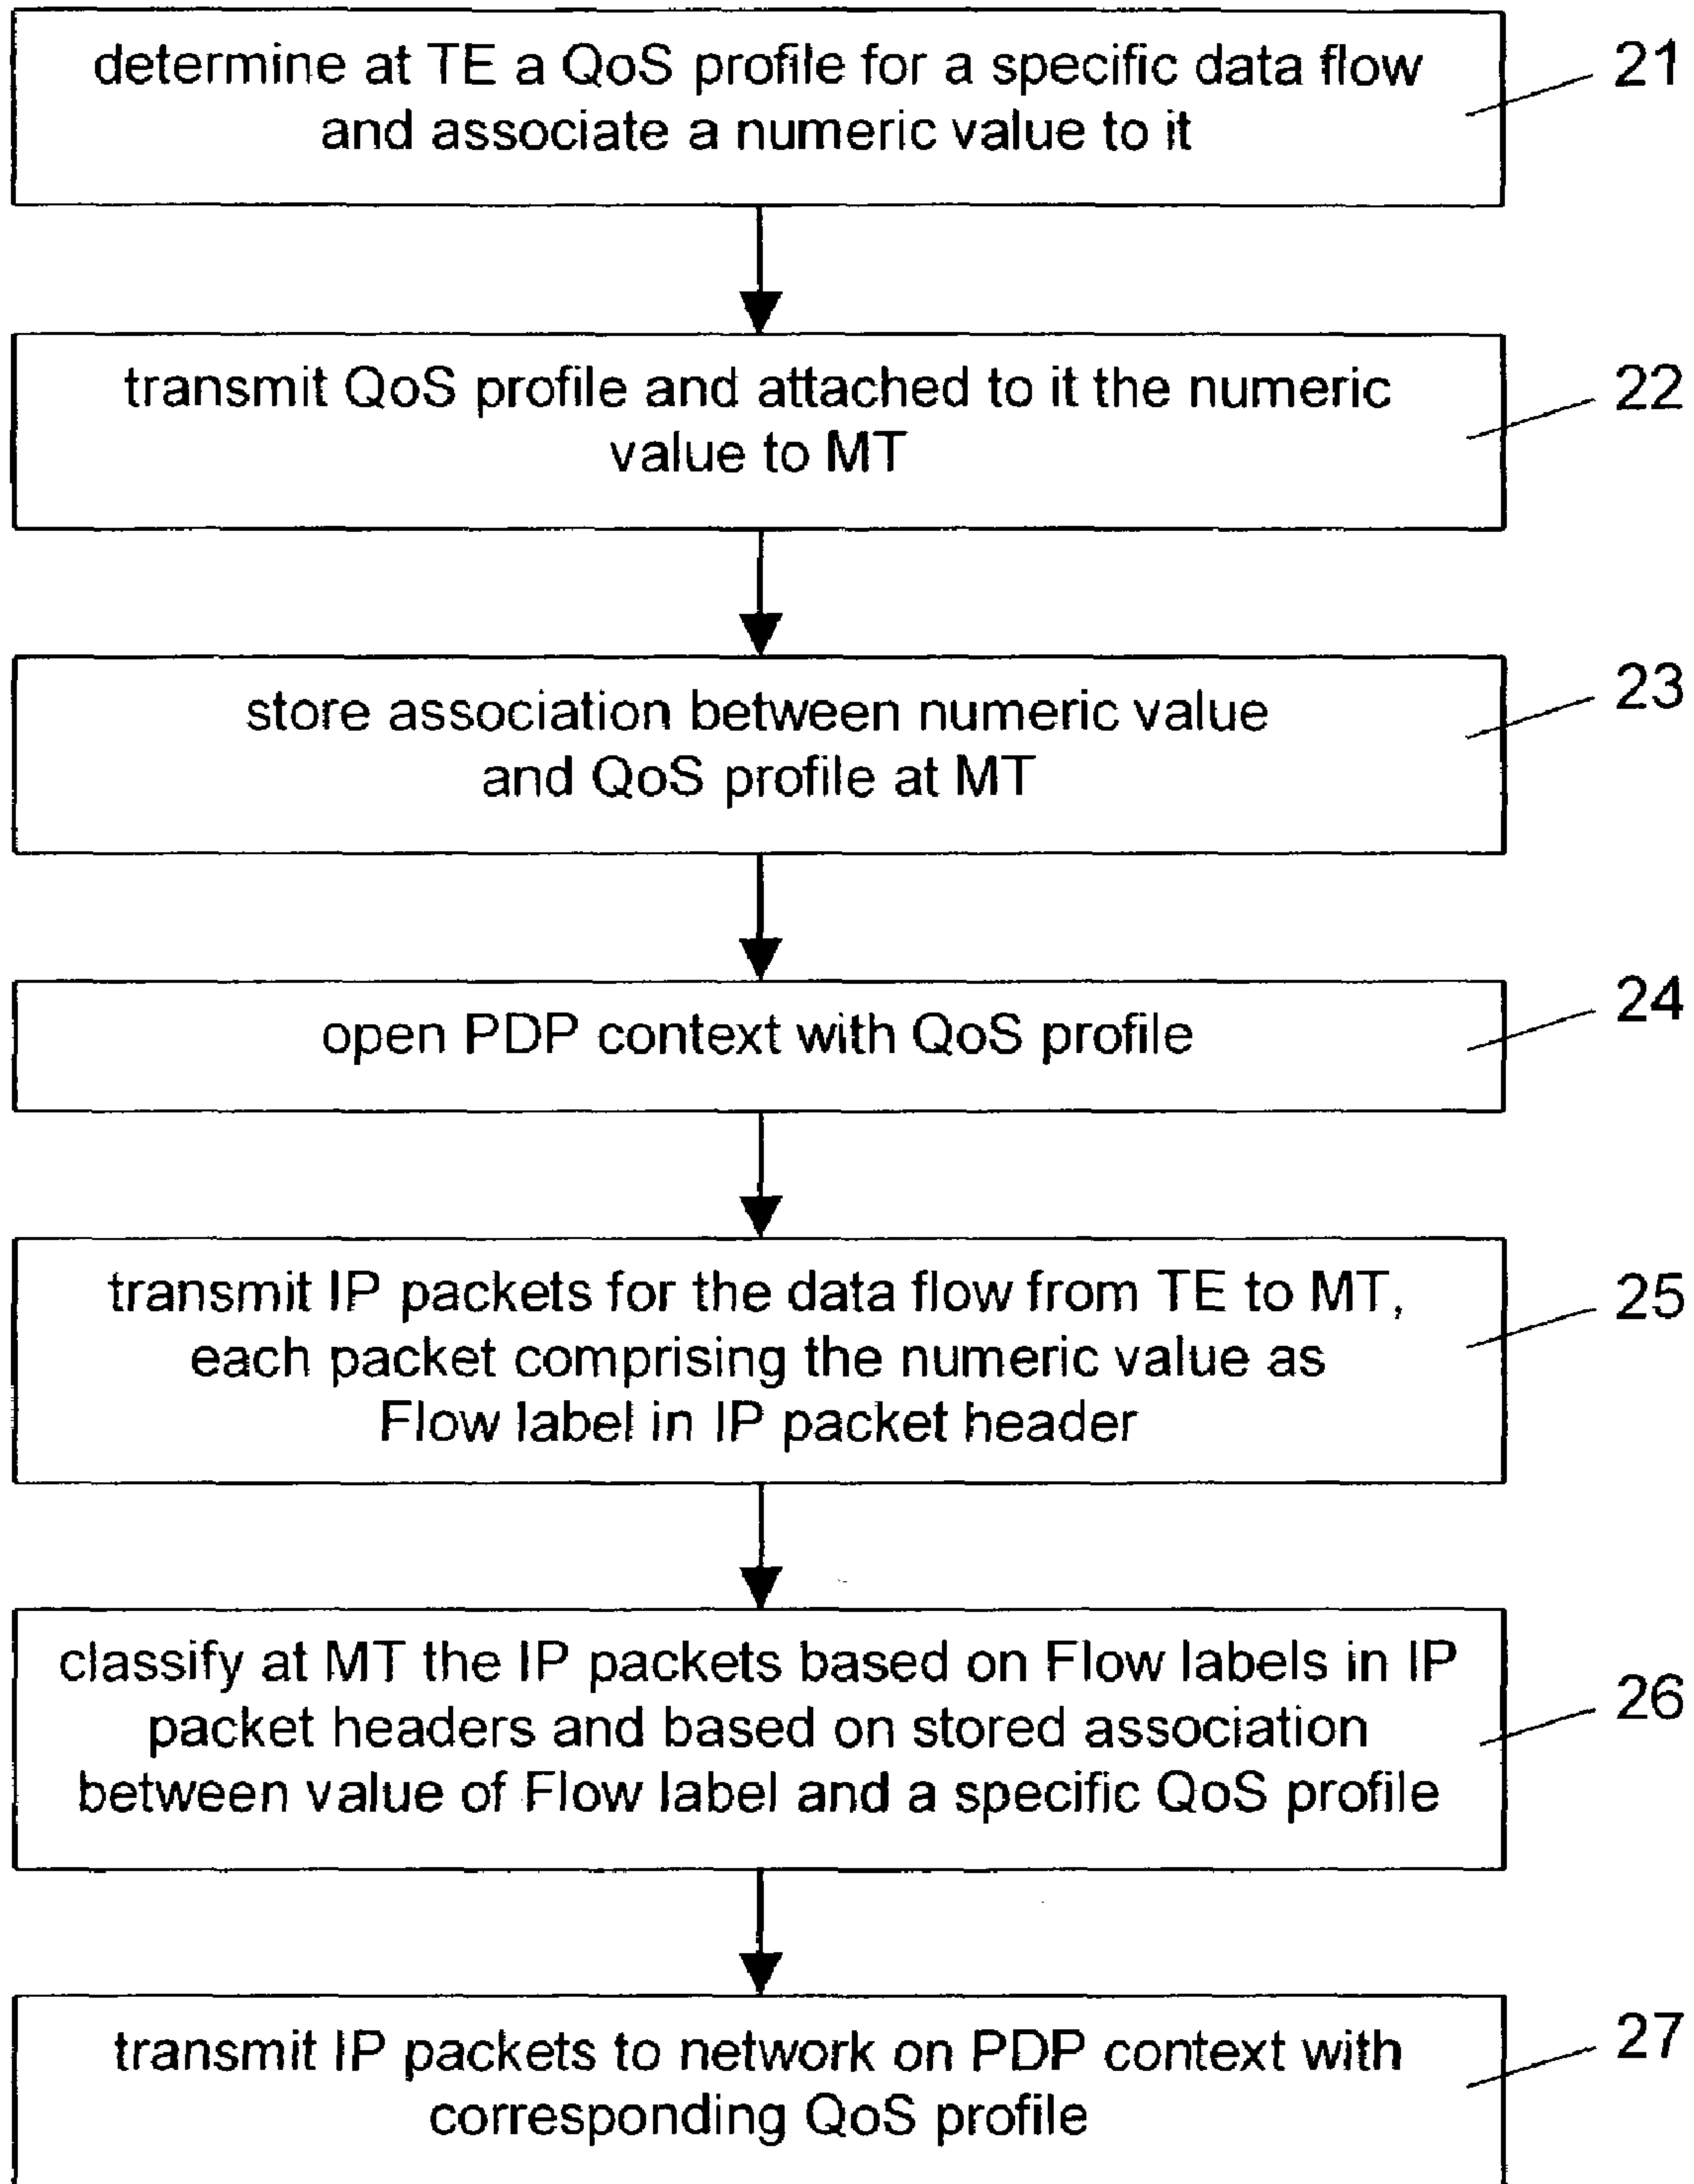 determine at TE a QoS profile for a specific data flow
and associate a numeric value to it
21
transmit QoS profile and attached to it the numeric
value to MT
22
store association between numeric value
and QoS profile at MT
23
open PDP context with QoS profile
24
transmit IP packets for the data flow from TE to MT,
each packet comprising the numeric value as
Flow label in IP packet header
25
classify at MT the IP packets based on Flow labels in IP
packet headers and based on stored association
between value of Flow label and a specific QoS profile
26
transmit IP packets to network on PDP context with
corresponding QoS profile
27